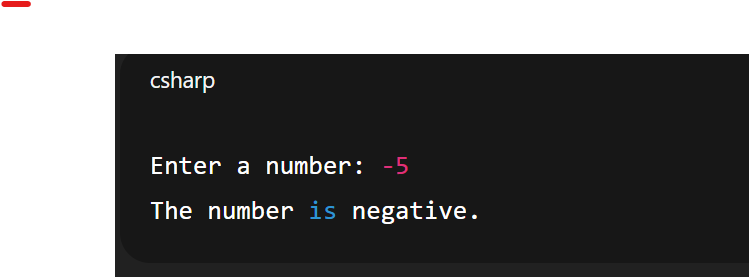 csharp
Enter a number: -5
The number is negative.